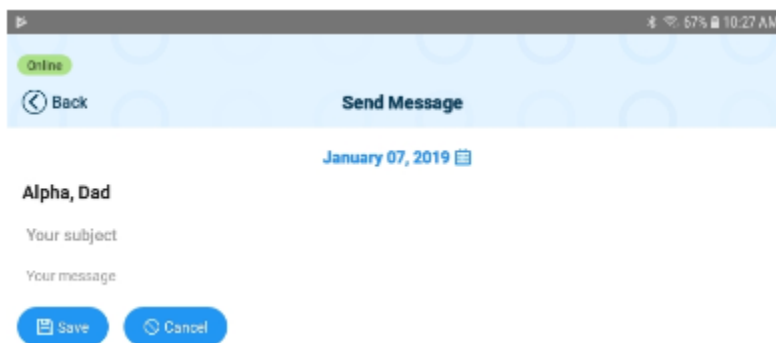 67% 10:27 AM
Online
Back
Send Message
January 07, 2019
Alpha, Dad
Your subject
Your message
Save Cancel